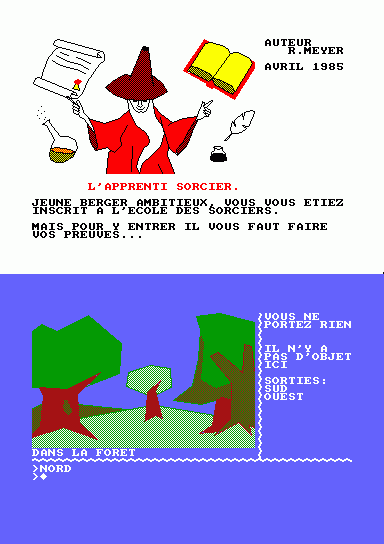 AUTEUR
R.MEYER
AVRIL 1985
L'APPRENTI SORCIER.
JEUNE BERGER AMBITIEUX, VOUS VOUS ETIEZ
INSCRIT A L'ECOLE DES SORCIERS.
MAIS POUR Y ENTRER IL VOUS FAUT FAIRE
VOS PREUVES...
VOUS NE
PORTEZ RIEN
IL N'Y A
PAS D'OBJET
ICI
SORTIES:
SUD
OUEST
DANS LA FORET
>NORD
>